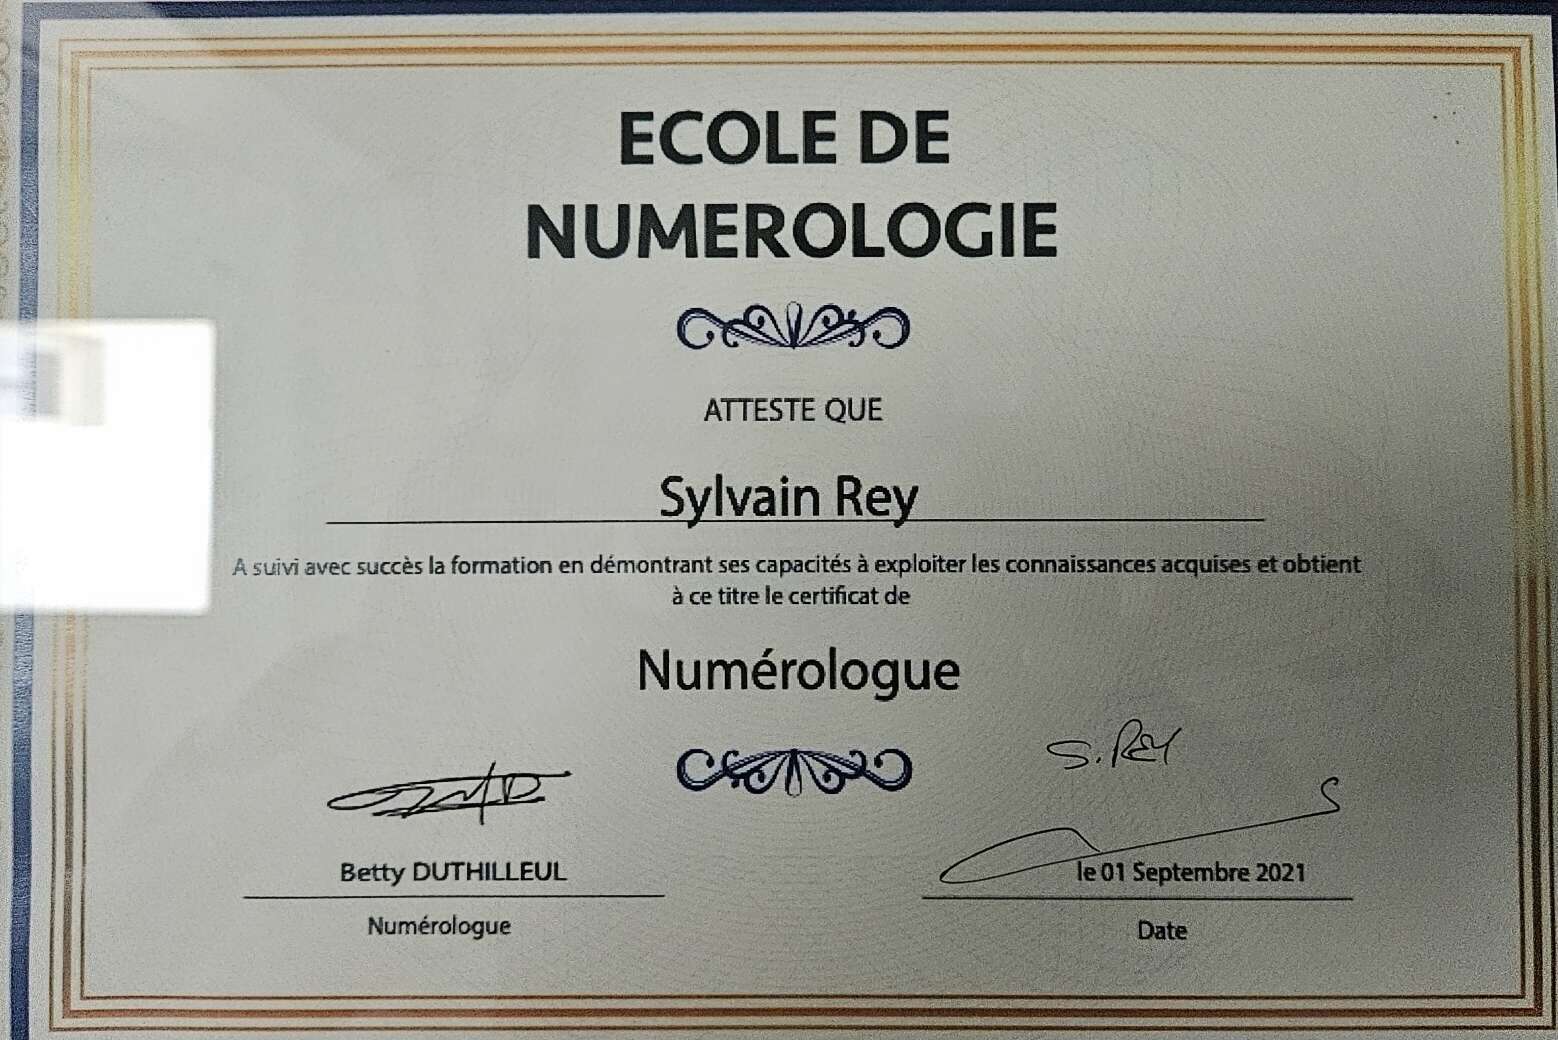 ECOLE DE
NUMEROLOGIE
ATTESTE QUE
Sylvain Rey
A suivi avec succès la formation en démontrant ses capacités à exploiter les connaissances acquises et obtient
à ce titre le certificat de
Numérologue
S. REY
Betty DUTHILLEUL
le 01 Septembre 2021
Numérologue
Date